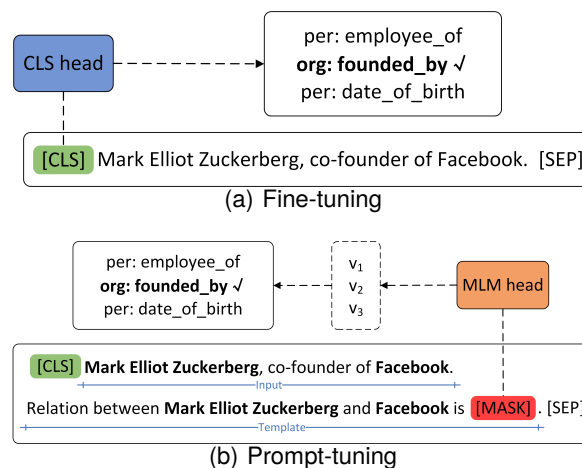 per: employee_of
CLS head
org: founded_by √
per: date_of_birth
[CLS] Mark Elliot Zuckerberg, co-founder of Facebook. [SEP]
(a) Fine-tuning
per: employee_of
org: founded_by √
per: date_of_birth
v1
v2
v3
MLM head
[CLS] Mark Elliot Zuckerberg, co-founder of Facebook.
Input
Relation between Mark Elliot Zuckerberg and Facebook is [MASK] . [SEP]
Template
(b) Prompt-tuning